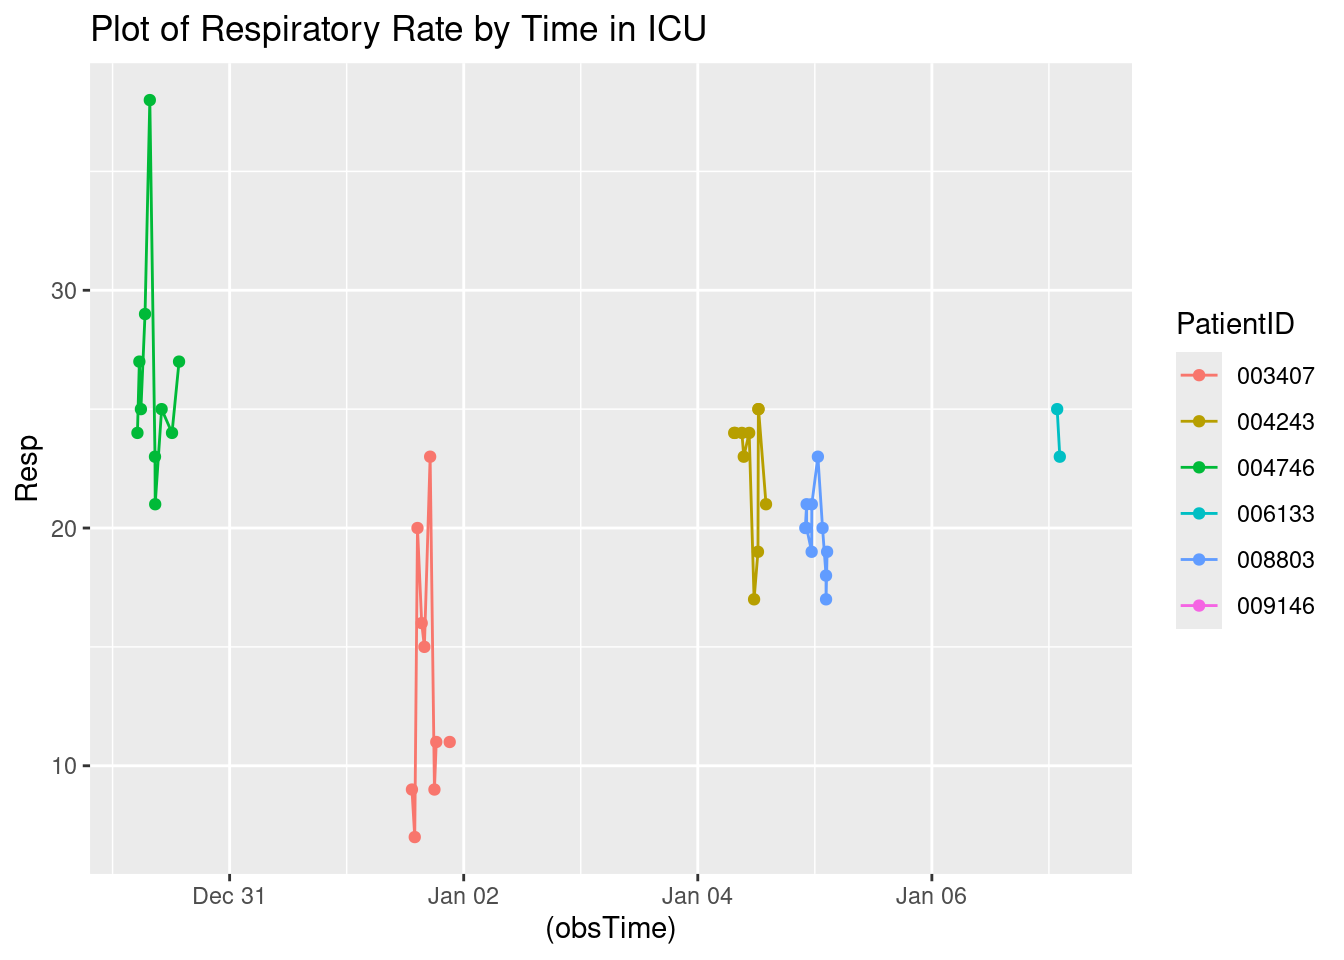 Plot of Respiratory Rate by Time in ICU
Resp
30
20
10
Dec 31
Jan 02
Jan 04
Jan 06
(obsTime)
PatientID
003407
004243
004746
006133
008803
009146